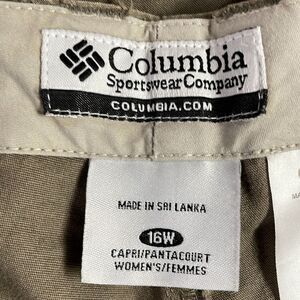 Columbia
Sportswear Company
COLUMBIA.COM
MADE IN SRI LANKA
16W
CAPRI/PANTACOURT
WOMEN'S/FEMMES